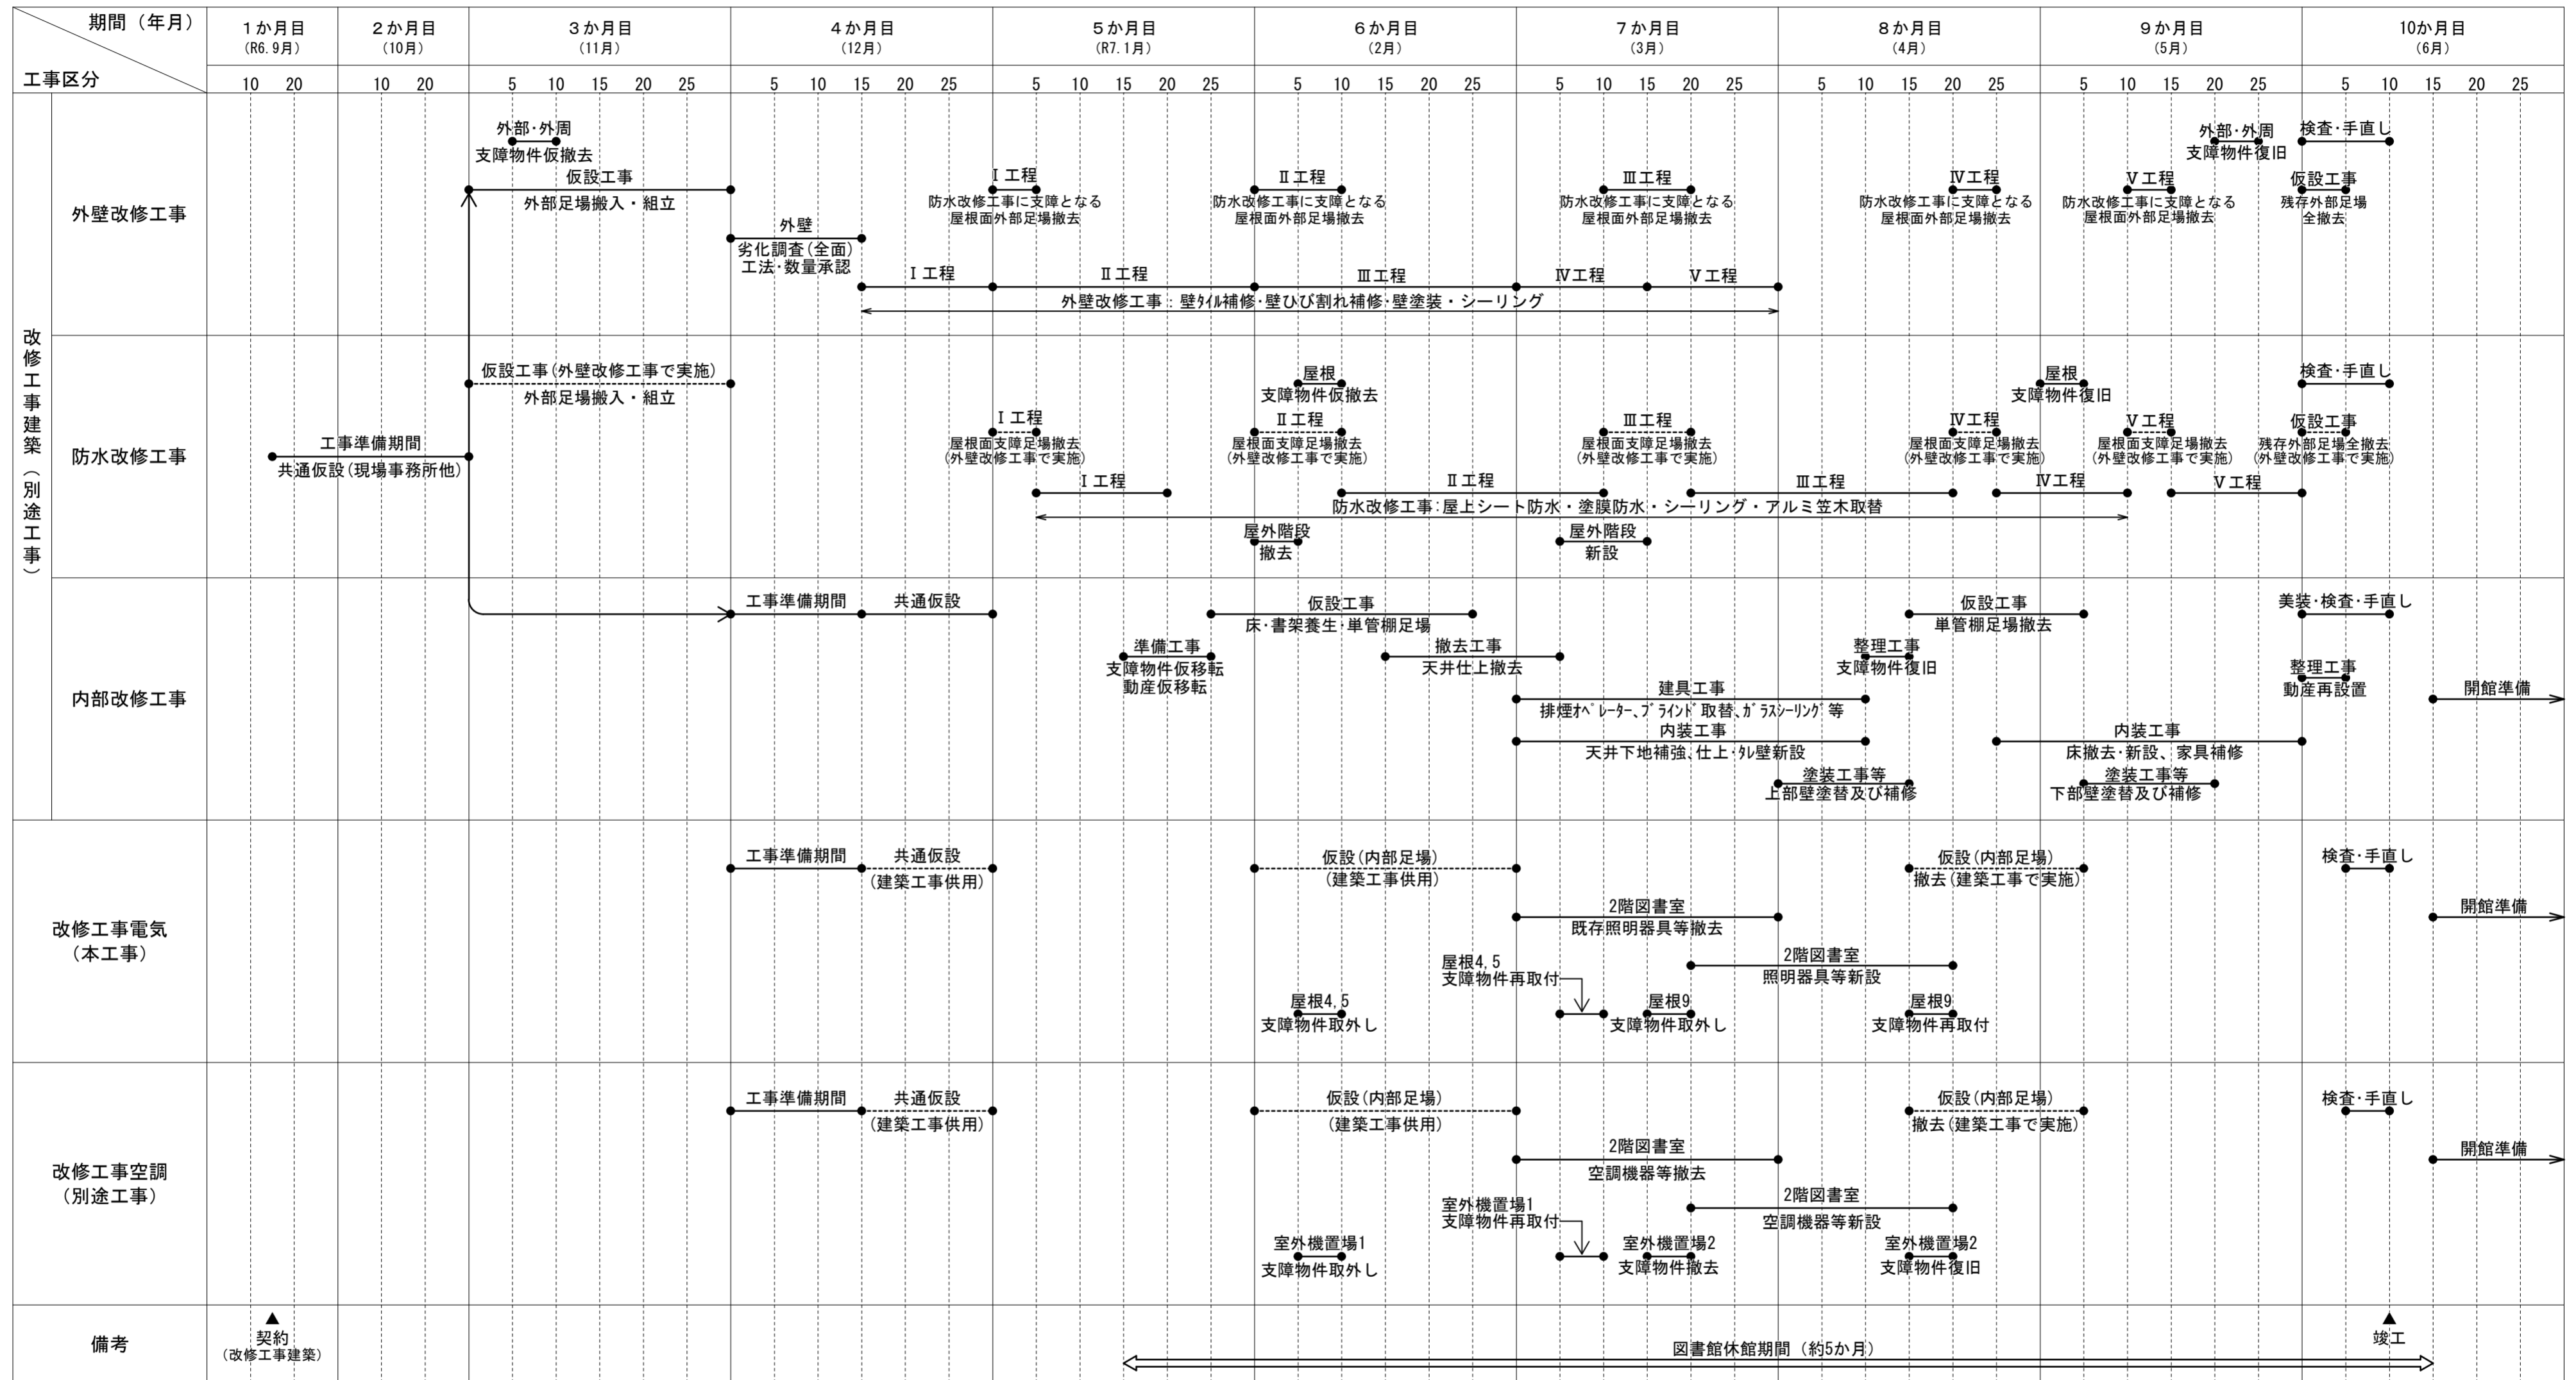 期間（年月）
工事区分
１か月目
（R6.9月）
２か月目
（10月）
３か月目
（11月）
４か月目
（12月）
５か月目
（R7.1月）
６か月目
（2月）
７か月目
（3月）
８か月目
（4月）
９か月目
（5月）
10か月目
（6月）
10 20 10 20 5 10 15 20 25 5 10 15 20 25 5 10 15 20 25 5 10 15 20 25 5 10 15 20 25 5 10 15 20 25 5 10 15 20 25 5 10 15 20 25
改修工事建築（別途工事）
外壁改修工事
外部･外周
支障物件仮撤去
仮設工事
外部足場搬入・組立
外壁
劣化調査(全面)
工法･数量承認
Ⅰ工程
防水改修工事に支障となる
屋根面外部足場撤去
Ⅱ工程
防水改修工事に支障となる
屋根面外部足場撤去
Ⅲ工程
防水改修工事に支障となる
屋根面外部足場撤去
Ⅳ工程
防水改修工事に支障となる
屋根面外部足場撤去
Ⅴ工程
防水改修工事に支障となる
屋根面外部足場撤去
外部･外周
支障物件復旧
検査･手直し
仮設工事
残存外部足場
全撤去
Ⅰ工程
Ⅱ工程
Ⅲ工程
Ⅳ工程
Ⅴ工程
外壁改修工事：壁ﾀｲﾙ補修･壁ひび割れ補修･壁塗装・シーリング
防水改修工事
工事準備期間
共通仮設(現場事務所他)
仮設工事(外壁改修工事で実施)
外部足場搬入・組立
屋根
支障物件仮撤去
屋根
支障物件復旧
検査･手直し
Ⅰ工程
屋根面支障足場撤去
(外壁改修工事で実施)
Ⅱ工程
屋根面支障足場撤去
(外壁改修工事で実施)
Ⅲ工程
屋根面支障足場撤去
(外壁改修工事で実施)
Ⅳ工程
屋根面支障足場撤去
(外壁改修工事で実施)
Ⅴ工程
屋根面支障足場撤去
(外壁改修工事で実施)
仮設工事
残存外部足場全撤去
(外壁改修工事で実施)
Ⅰ工程
Ⅱ工程
Ⅲ工程
Ⅳ工程
Ⅴ工程
防水改修工事:屋上シート防水・塗膜防水・シーリング・アルミ笠木取替
屋外階段
撤去
屋外階段
新設
内部改修工事
工事準備期間
共通仮設
仮設工事
床･書架養生･単管棚足場
仮設工事
単管棚足場撤去
美装･検査･手直し
準備工事
支障物件仮移転
動産仮移転
撤去工事
天井仕上撤去
整理工事
支障物件復旧
整理工事
動産再設置
建具工事
排煙ｵﾍﾟﾚｰﾀｰ､ﾌﾞﾗｲﾝﾄﾞ取替､ｶﾞﾗｽｼｰﾘﾝｸﾞ等
開館準備
内装工事
天井下地補強､仕上･ﾀﾚ壁新設
内装工事
床撤去･新設、家具補修
塗装工事等
上部壁塗替及び補修
塗装工事等
下部壁塗替及び補修
改修工事電気
（本工事）
工事準備期間
共通仮設
(建築工事供用)
仮設(内部足場)
(建築工事供用)
仮設(内部足場)
撤去(建築工事で実施)
検査･手直し
2階図書室
既存照明器具等撤去
開館準備
2階図書室
照明器具等新設
屋根4,5
支障物件再取付
屋根4,5
支障物件取外し
屋根9
支障物件取外し
屋根9
支障物件再取付
改修工事空調
（別途工事）
工事準備期間
共通仮設
(建築工事供用)
仮設(内部足場)
(建築工事供用)
仮設(内部足場)
撤去(建築工事で実施)
検査･手直し
2階図書室
空調機器等撤去
開館準備
2階図書室
空調機器等新設
室外機置場1
支障物件再取付
室外機置場1
支障物件取外し
室外機置場2
支障物件撤去
室外機置場2
支障物件復旧
備考
▲
契約
（改修工事建築）
図書館休館期間（約5か月）
▲
竣工